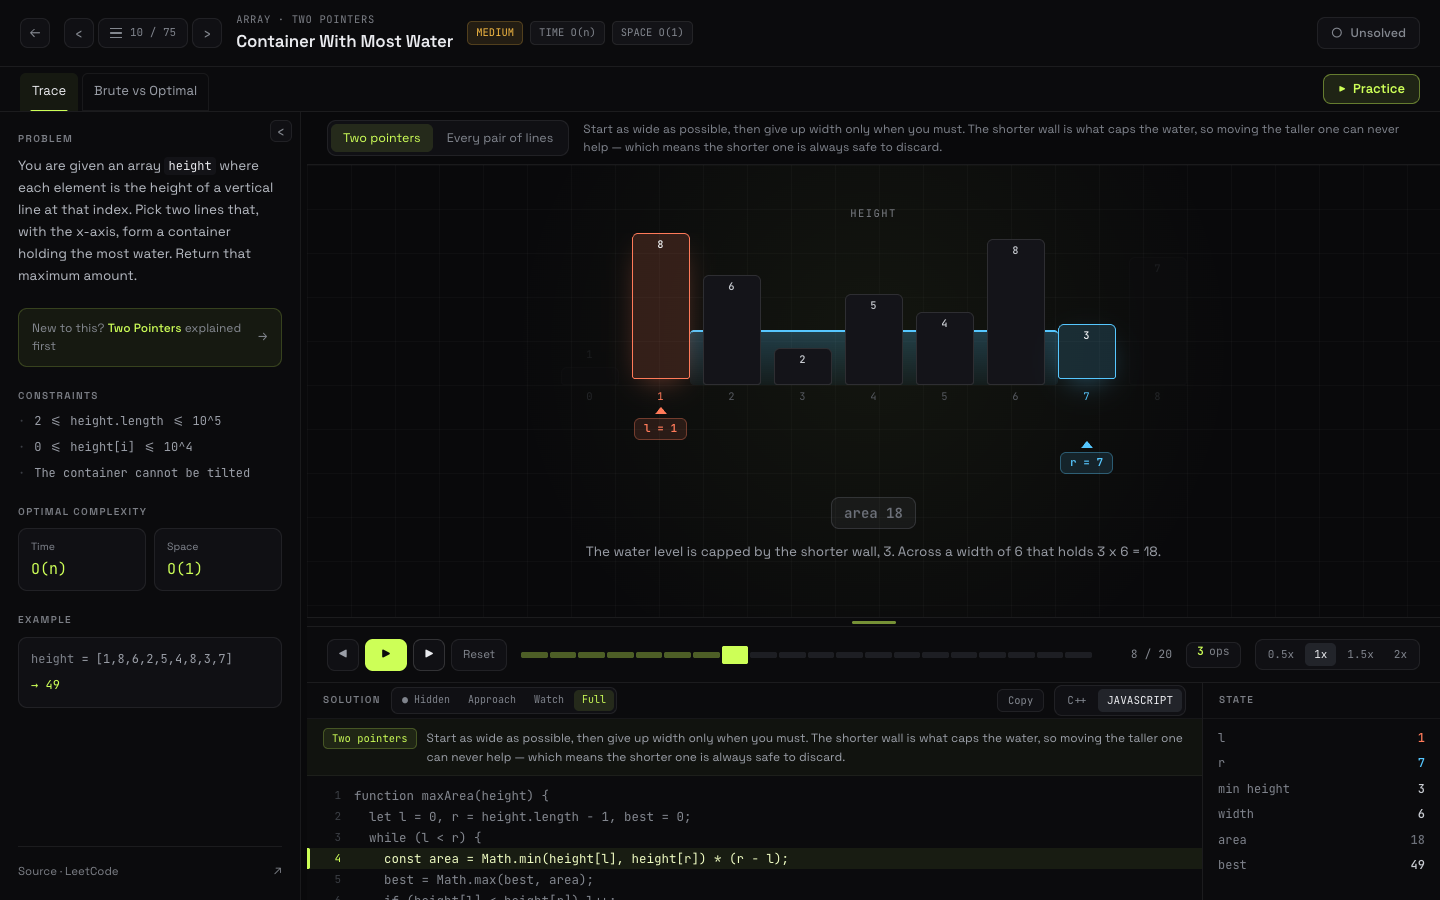 ←
<
10 / 75
>
ARRAY · TWO POINTERS
Container With Most Water
MEDIUM
TIME O(n)
SPACE O(1)
Unsolved
Trace
Brute vs Optimal
Practice
<
PROBLEM
You are given an array height where
each element is the height of a vertical
line at that index. Pick two lines that,
with the x-axis, form a container
holding the most water. Return that
maximum amount.
New to this? Two Pointers explained
first
→
CONSTRAINTS
· 2 ≤ height.length ≤ 10^5
· 0 ≤ height[i] ≤ 10^4
· The container cannot be tilted
OPTIMAL COMPLEXITY
Time
O(n)
Space
O(1)
EXAMPLE
height = [1,8,6,2,5,4,8,3,7]
→ 49
Source · LeetCode
↗
Two pointers
Every pair of lines
Start as wide as possible, then give up width only when you must. The shorter wall is what caps the water, so moving the taller one can never
help — which means the shorter one is always safe to discard.
HEIGHT
1
8
6
2
5
4
8
3
7
0
1
2
3
4
5
6
7
8
l = 1
r = 7
area 18
The water level is capped by the shorter wall, 3. Across a width of 6 that holds 3 x 6 = 18.
Reset
8 / 20
3 ops
0.5x
1x
1.5x
2x
SOLUTION
Hidden
Approach
Watch
Full
Copy
C++
JAVASCRIPT
Two pointers
Start as wide as possible, then give up width only when you must. The shorter wall is what caps the water, so moving the taller one
can never help — which means the shorter one is always safe to discard.
1 function maxArea(height) {
2 let l = 0, r = height.length - 1, best = 0;
3 while (l < r) {
4 const area = Math.min(height[l], height[r]) * (r - l);
5 best = Math.max(best, area);
6 if (height[l] < height[r]) l++;
STATE
l 1
r 7
min height 3
width 6
area 18
best 49